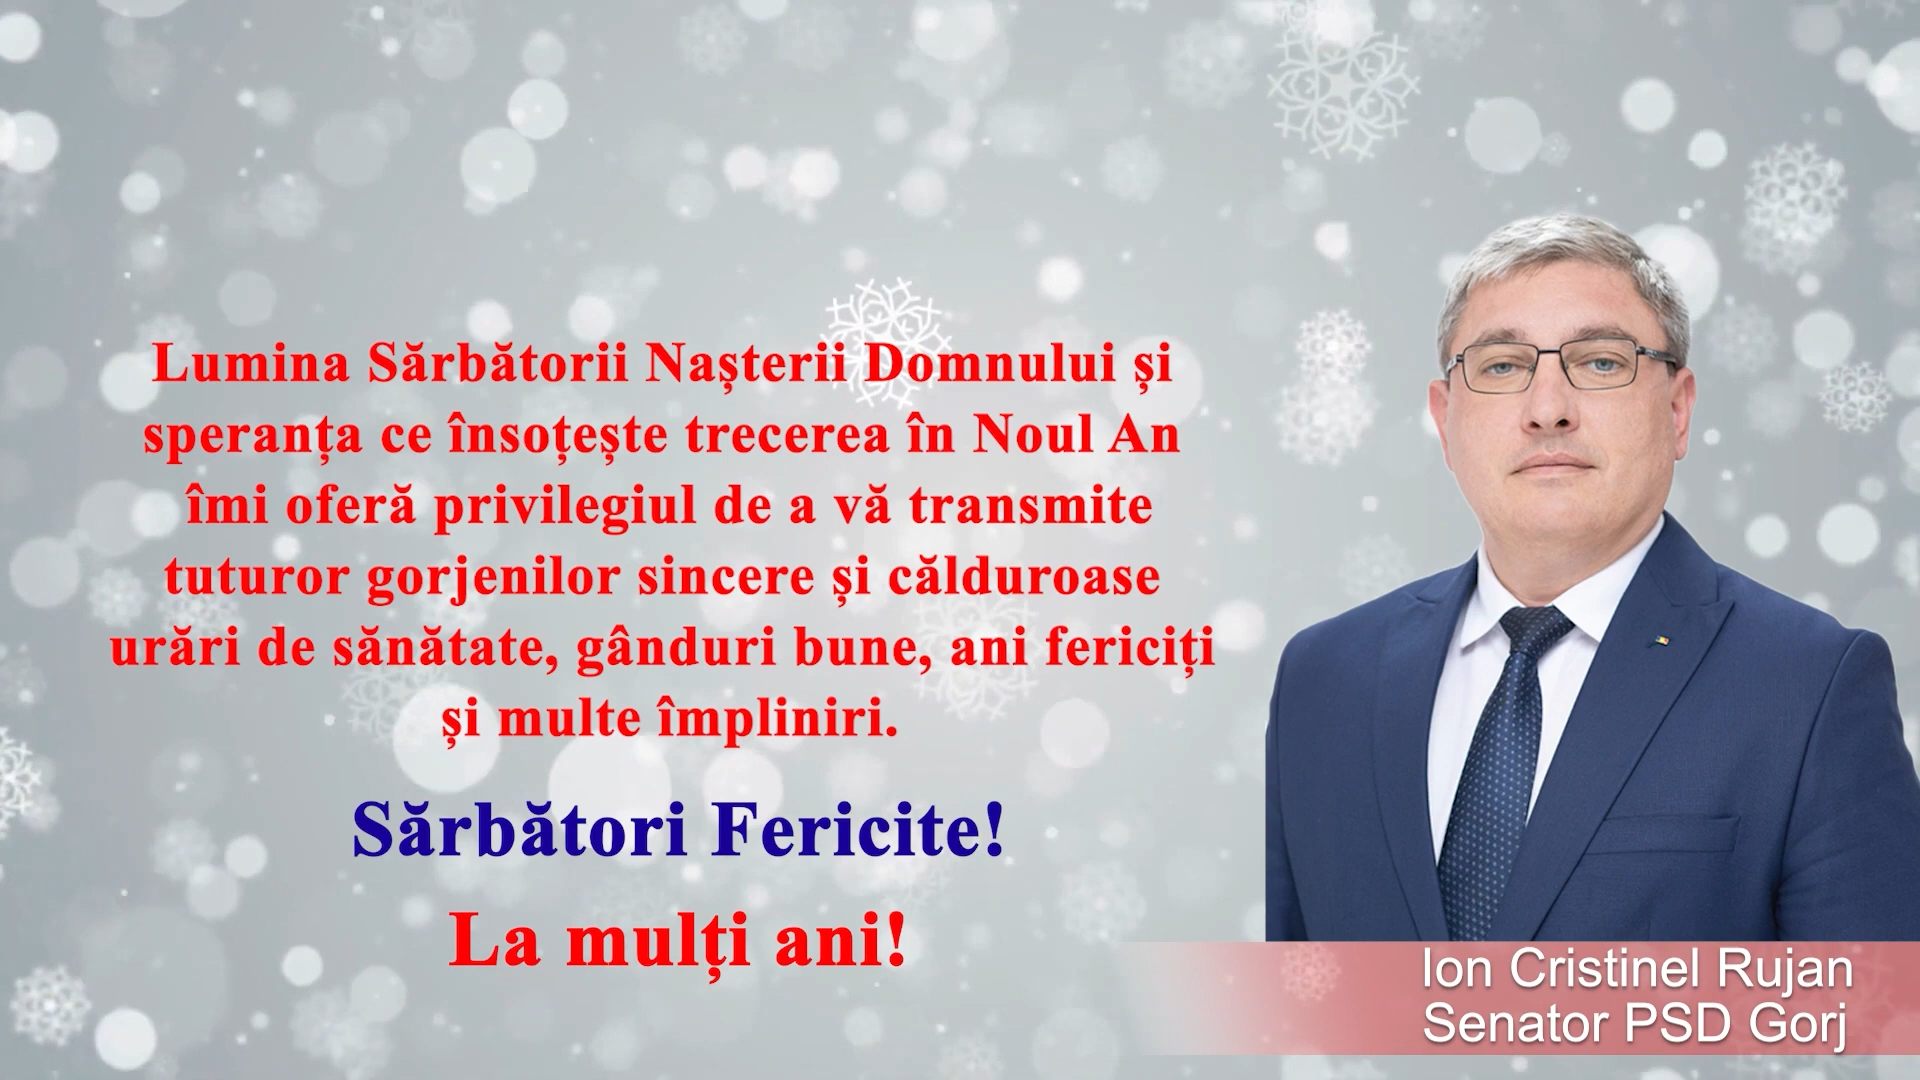 Lumina Sărbătorii Nașterii Domnului și
speranța ce însoțește trecerea în Noul An
îmi oferă privilegiul de a vă transmite
tuturor gorjenilor sincere și călduroase
urări de sănătate, gânduri bune, ani fericiți
și multe împliniri.
Sărbători Fericite!
La mulți ani!
Ion Cristinel Rujan
Senator PSD Gorj